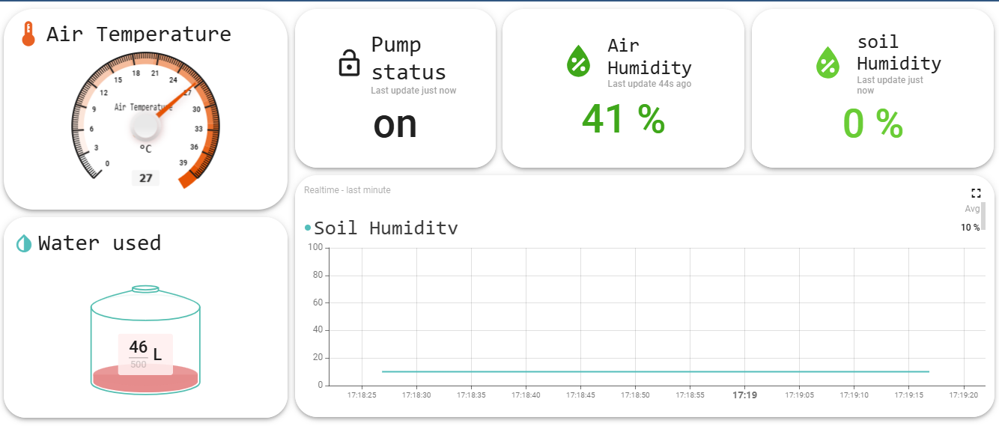 Air Temperature
18 21
15 24
12 27
Air Temperature
9 30
6 33
°C
3 36
0 39
27
Pump
status
Last update just now
on
Air
Humidity
Last update 44s ago
41 %
soil
Humidity
Last update just
now
0 %
Water used
46 L
500
Realtime - last minute
Avg
Soil Humidity
10 %
100
80
60
40
20
0
17:18:25 17:18:30 17:18:35 17:18:40 17:18:45 17:18:50 17:18:55 17:19 17:19:05 17:19:10 17:19:15 17:19:20